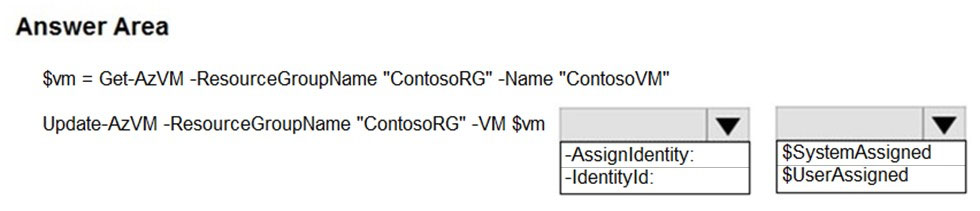 Answer Area
$vm = Get-AzVM -ResourceGroupName "ContosoRG" -Name "ContosoVM"
Update-AzVM -ResourceGroupName "ContosoRG" -VM $vm
-AssignIdentity: $SystemAssigned
-IdentityId: $UserAssigned